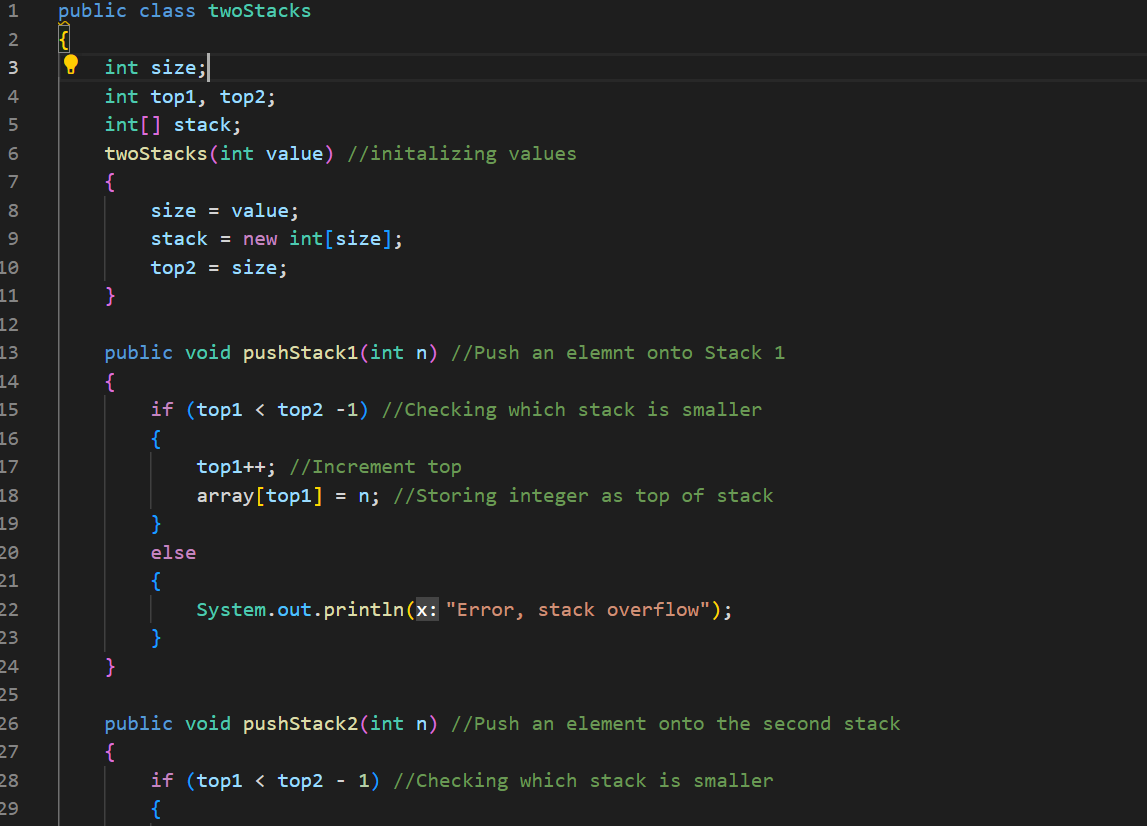 1 public class twoStacks
2 {
3 int size;
4 int top1, top2;
5 int[] stack;
6 twoStacks(int value) //initalizing values
7 {
8 size = value;
9 stack = new int[size];
10 top2 = size;
11 }
12
13 public void pushStack1(int n) //Push an elemnt onto Stack 1
14 {
15 if (top1 < top2 -1) //Checking which stack is smaller
16 {
17 top1++; //Increment top
18 array[top1] = n; //Storing integer as top of stack
19 }
20 else
21 {
22 System.out.println(x: "Error, stack overflow");
23 }
24 }
25
26 public void pushStack2(int n) //Push an element onto the second stack
27 {
28 if (top1 < top2 - 1) //Checking which stack is smaller
29 {